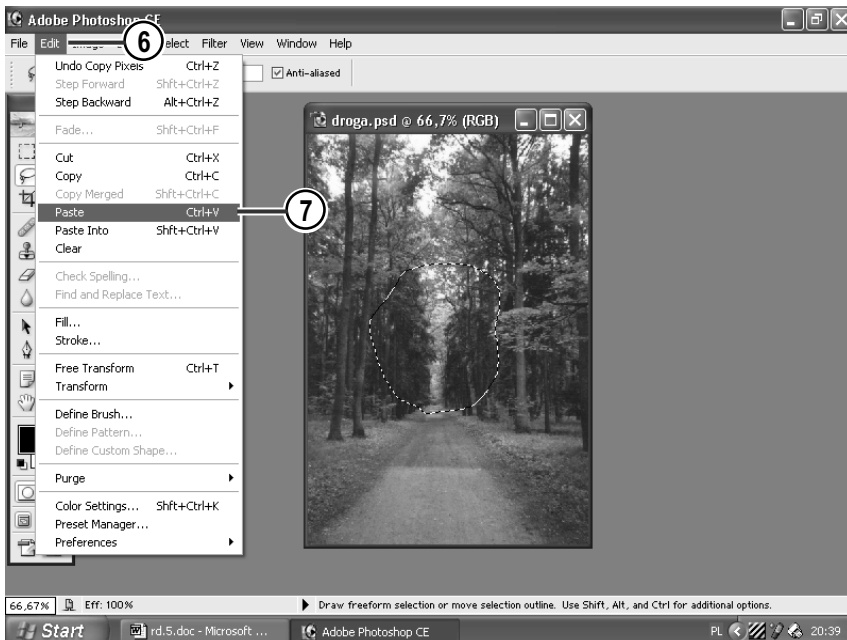 Adobe Photoshop CE
File Edit Image Select Filter View Window Help
6
Anti-aliased
Undo Copy Pixels Ctrl+Z
Step Forward Shft+Ctrl+Z
Step Backward Alt+Ctrl+Z
Fade... Shft+Ctrl+F
Cut Ctrl+X
Copy Ctrl+C
Copy Merged Shft+Ctrl+C
Paste Ctrl+V
7
Paste Into Shft+Ctrl+V
Clear
Check Spelling...
Find and Replace Text...
Fill...
Stroke...
Free Transform Ctrl+T
Transform
Define Brush...
Define Pattern...
Define Custom Shape...
Purge
Color Settings... Shft+Ctrl+K
Preset Manager...
Preferences
droga.psd @ 66,7% (RGB)
66,67% Eff: 100% Draw freeform selection or move selection outline. Use Shift, Alt, and Ctrl for additional options.
Start rd.5.doc - Microsoft ... Adobe Photoshop CE PL 20:39